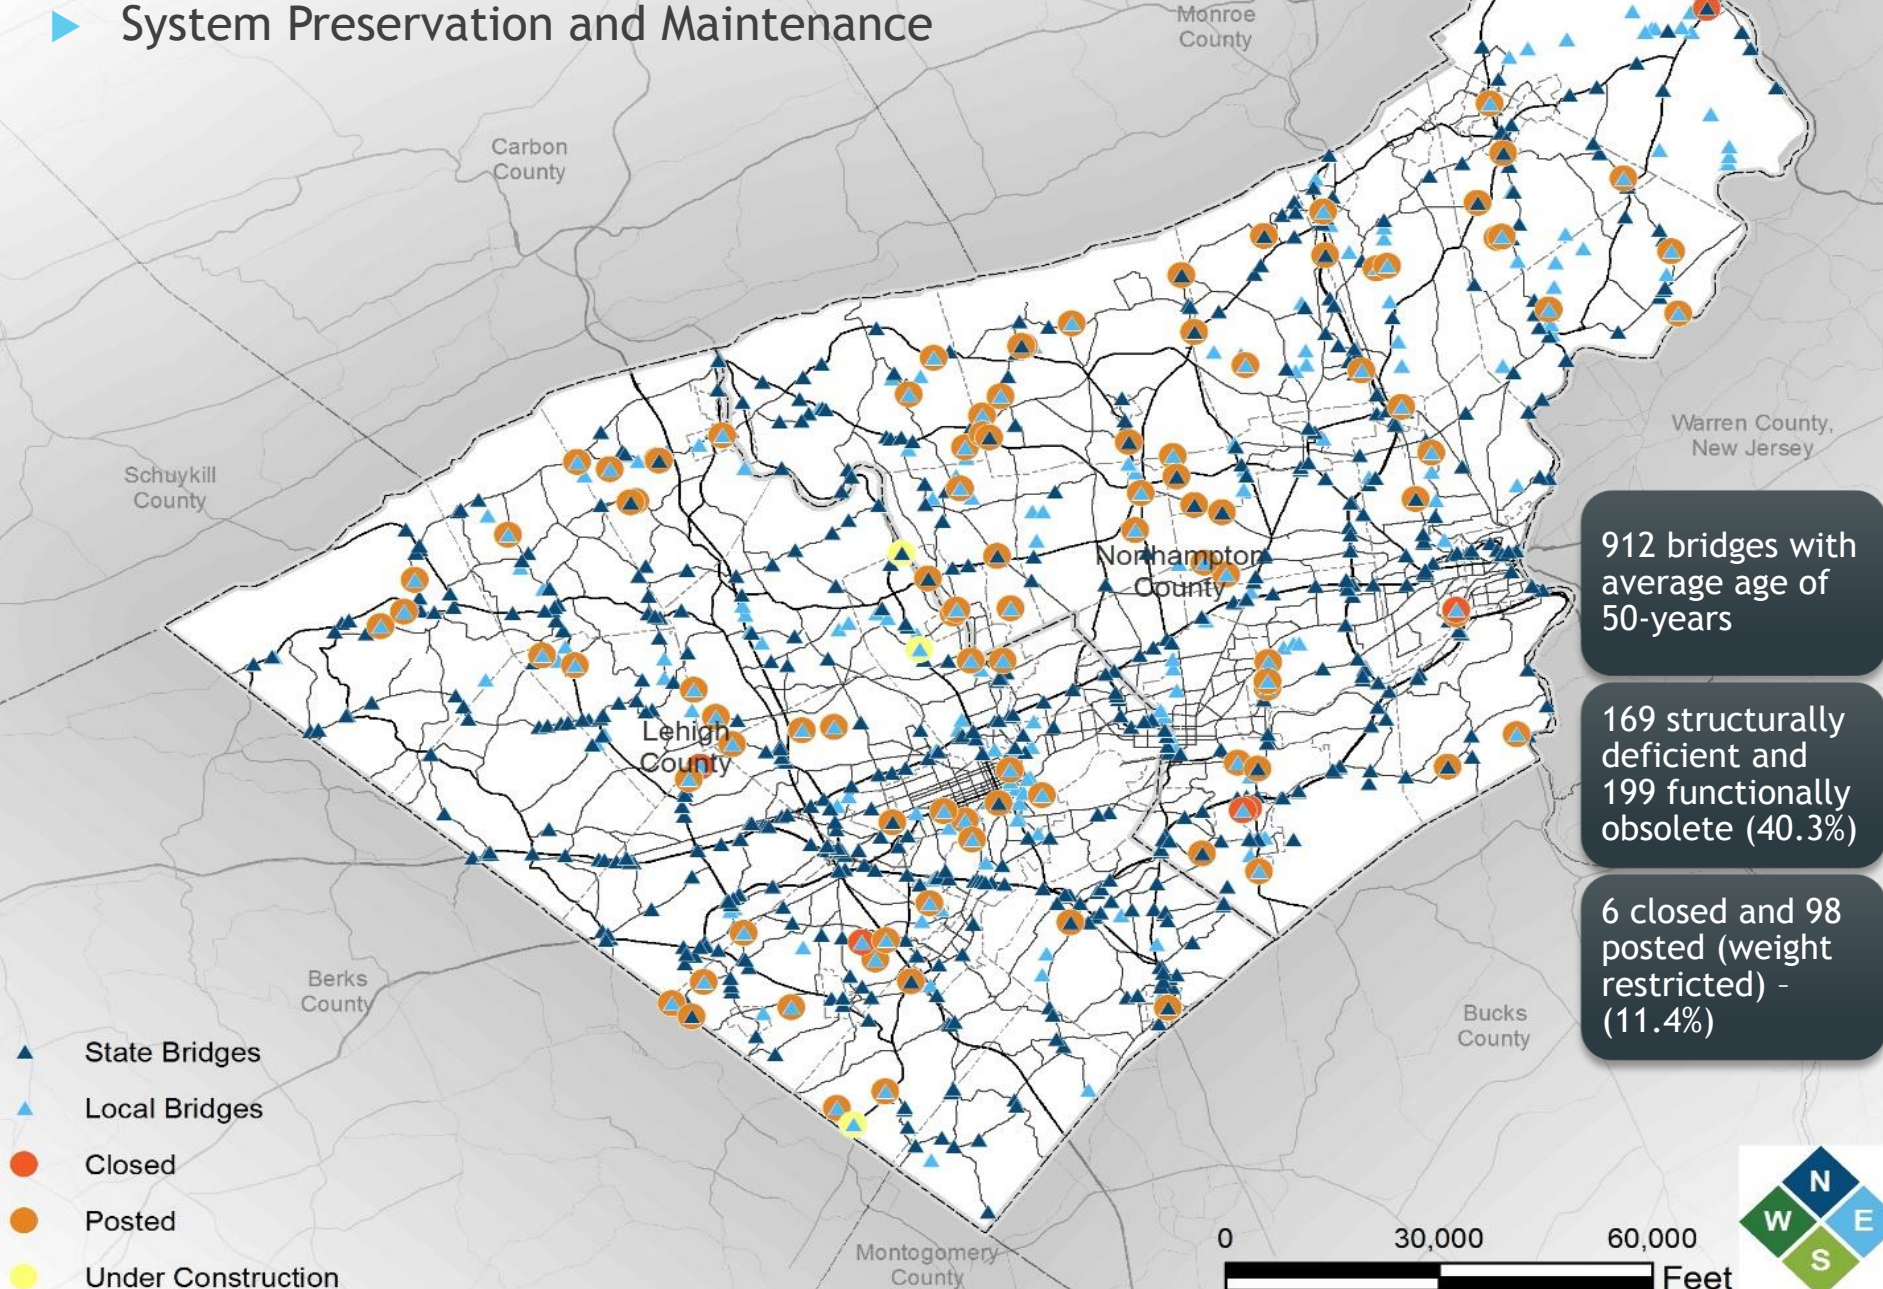 System Preservation and Maintenance
Monroe
County
Carbon
County
Schuykill
County
Warren County,
New Jersey
Northampton
County
Lehigh
County
Berks
County
Bucks
County
Montogomery
County
912 bridges with
average age of
50-years
169 structurally
deficient and
199 functionally
obsolete (40.3%)
6 closed and 98
posted (weight
restricted) –
(11.4%)
State Bridges
Local Bridges
Closed
Posted
Under Construction
0 30,000 60,000
Feet
N
W E
S